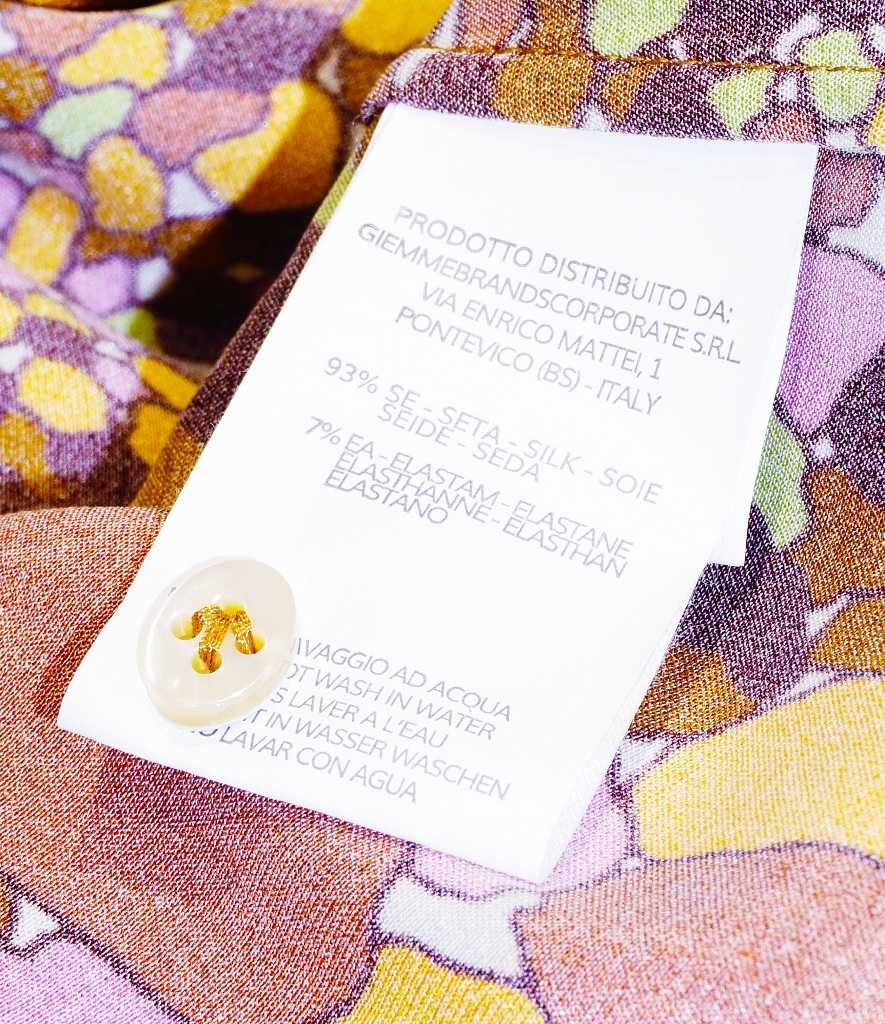 PRODOTTO DISTRIBUITO DA:
GIEMMEBRANDSCORPORATE S.R.L
VIA ENRICO MATTEI, 1
PONTEVICO (BS) - ITALY
93% SE - SETA - SILK - SOIE
SEIDE - SEDA
7% EA - ELASTAM - ELASTANE
ELASTHANNE - ELASTHAN
ELASTANO
AD ACQUA
WASH IN WATER
LAVER A L'EAU
IN WASSER WASCHEN
LAVAR CON AGUA